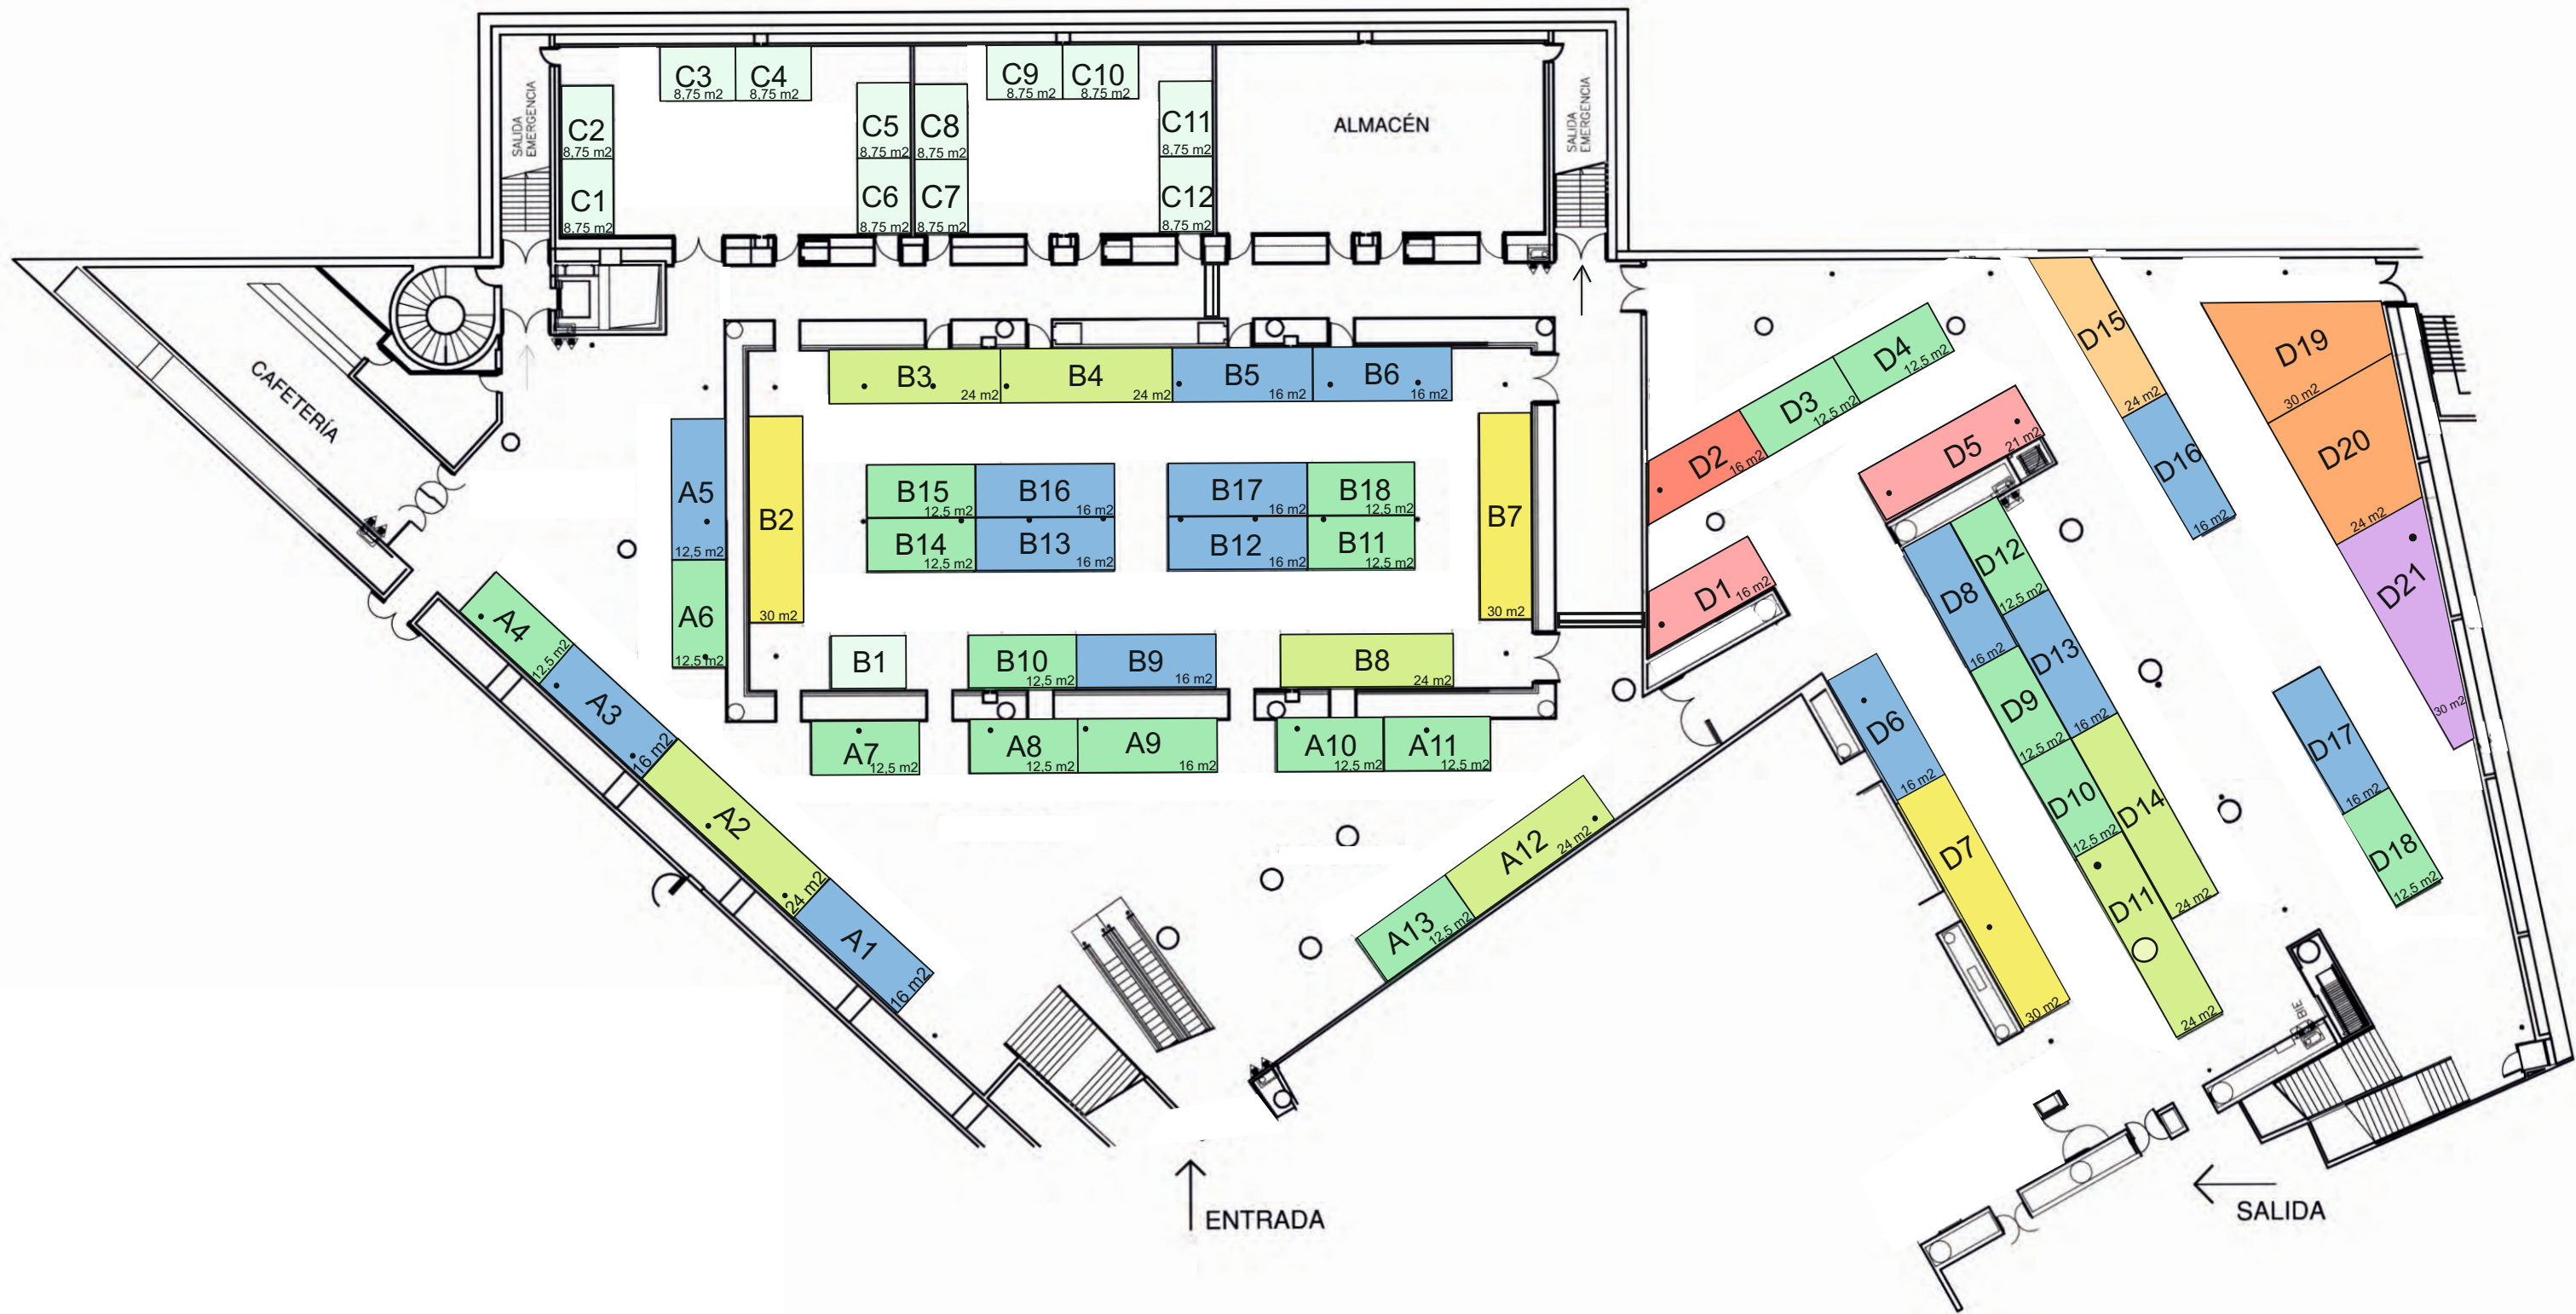 SALIDA
EMERGENCIA
C3
8,75 m2
C4
8,75 m2
C2
8,75 m2
C1
8,75 m2
C5
8,75 m2
C6
8,75 m2
C8
8,75 m2
C7
8,75 m2
C9
8,75 m2
C10
8,75 m2
C11
8,75 m2
C12
8,75 m2
ALMACÉN
SALIDA
EMERGENCIA
CAFETERÍA
A5
12,5 m2
A6
12,5 m2
B2
30 m2
B3
24 m2
B4
24 m2
B5
16 m2
B6
16 m2
B7
30 m2
B15
12,5 m2
B16
16 m2
B17
16 m2
B18
12,5 m2
B14
12,5 m2
B13
16 m2
B12
16 m2
B11
12,5 m2
B1
B10
12,5 m2
B9
16 m2
B8
24 m2
A7
12,5 m2
A8
12,5 m2
A9
16 m2
A10
12,5 m2
A11
12,5 m2
A4
12,5 m2
A3
16 m2
A2
24 m2
A1
16 m2
A12
24 m2
A13
12,5 m2
D2
16 m2
D3
12,5 m2
D4
12,5 m2
D1
16 m2
D5
21 m2
D15
24 m2
D16
16 m2
D19
30 m2
D20
24 m2
D21
30 m2
D8
16 m2
D12
12,5 m2
D13
16 m2
D9
12,5 m2
D10
12,5 m2
D14
24 m2
D11
24 m2
D6
16 m2
D7
30 m2
D17
16 m2
D18
12,5 m2
BIE
ENTRADA
SALIDA